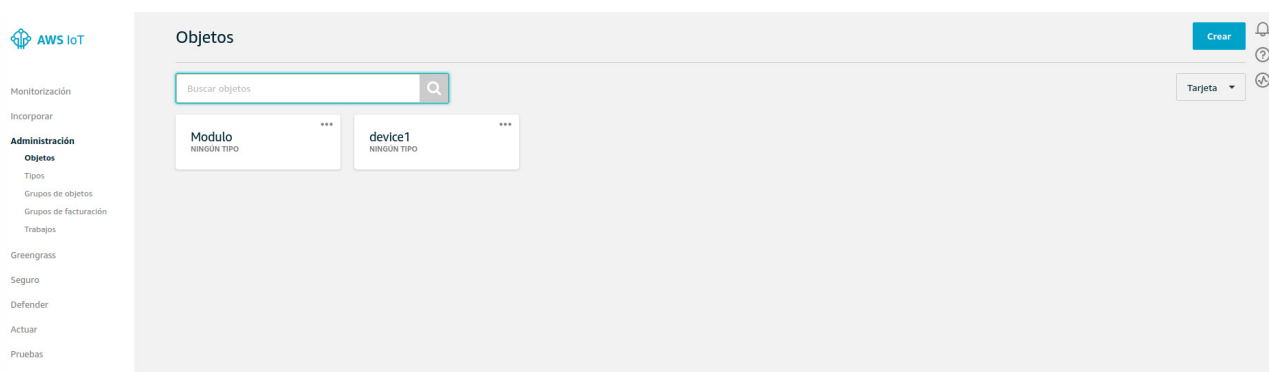 AWS IoT
Monitorización
Incorporar
Administración
Objetos
Tipos
Grupos de objetos
Grupos de facturación
Trabajos
Greengrass
Seguro
Defender
Actuar
Pruebas
Objetos
Crear
Buscar objetos
Tarjeta
Modulo
NINGÚN TIPO
device1
NINGÚN TIPO